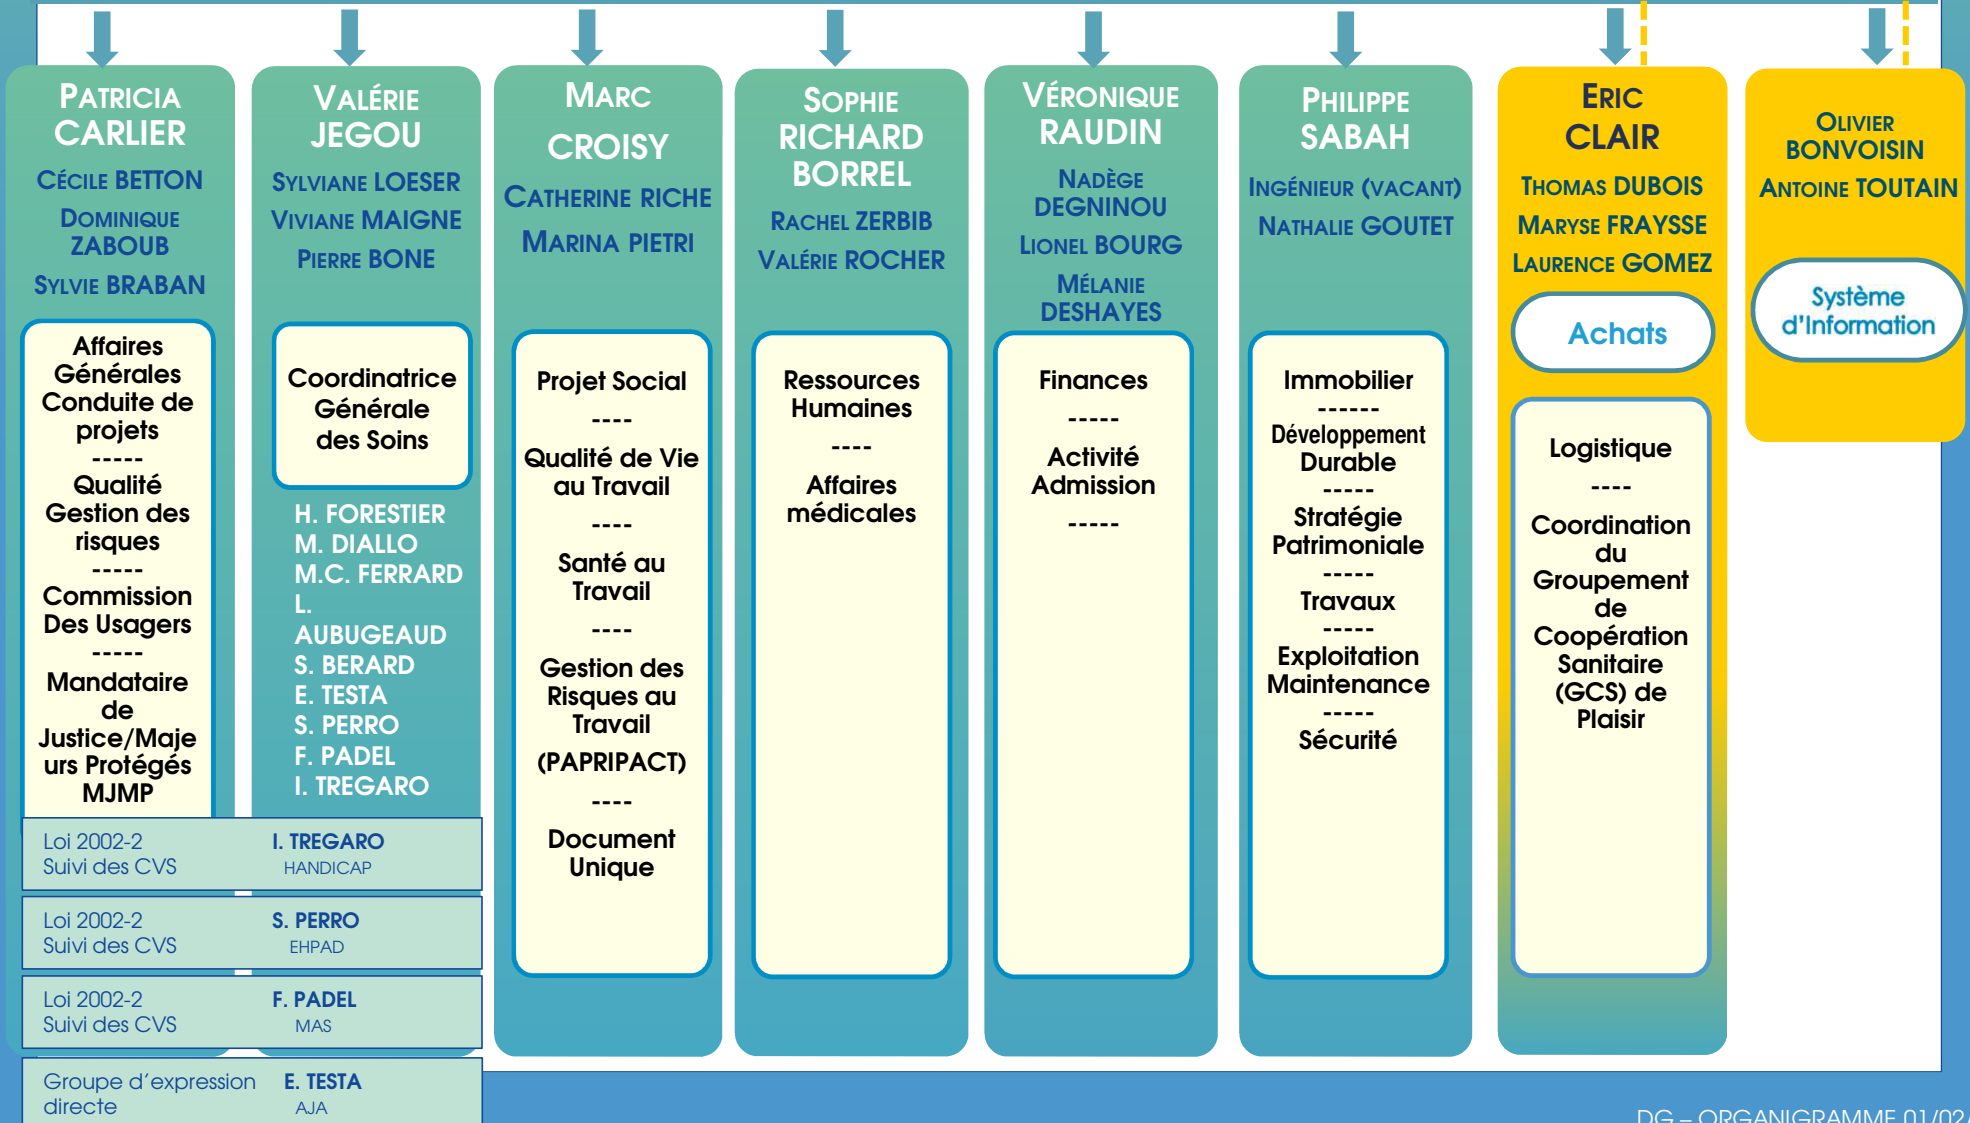 PATRICIA
CARLIER
CÉCILE BETTON
DOMINIQUE
ZABOUB
SYLVIE BRABAN
Affaires
Générales
Conduite de
projets
-----
Qualité
Gestion des
risques
-----
Commission
Des Usagers
-----
Mandataire
de
Justice/Maje
urs Protégés
MJMP
VALÉRIE
JEGOU
SYLVIANE LOESER
VIVIANE MAIGNE
PIERRE BONE
Coordinatrice
Générale
des Soins
H. FORESTIER
M. DIALLO
M.C. FERRARD
L.
AUBUGEAUD
S. BERARD
E. TESTA
S. PERRO
F. PADEL
I. TREGARO
Loi 2002-2
Suivi des CVS
I. TREGARO
HANDICAP
Loi 2002-2
Suivi des CVS
S. PERRO
EHPAD
Loi 2002-2
Suivi des CVS
F. PADEL
MAS
Groupe d'expression
directe
E. TESTA
AJA
MARC
CROISY
CATHERINE RICHE
MARINA PIETRI
Projet Social
----
Qualité de Vie
au Travail
----
Santé au
Travail
----
Gestion des
Risques au
Travail
(PAPRIPACT)
----
Document
Unique
SOPHIE
RICHARD
BORREL
RACHEL ZERBIB
VALÉRIE ROCHER
Ressources
Humaines
----
Affaires
médicales
VÉRONIQUE
RAUDIN
NADÈGE
DEGNINOU
LIONEL BOURG
MÉLANIE
DESHAYES
Finances
-----
Activité
Admission
-----
PHILIPPE
SABAH
INGÉNIEUR (VACANT)
NATHALIE GOUTET
Immobilier
------
Développement
Durable
-----
Stratégie
Patrimoniale
-----
Travaux
-----
Exploitation
Maintenance
-----
Sécurité
ERIC
CLAIR
THOMAS DUBOIS
MARYSE FRAYSSE
LAURENCE GOMEZ
Achats
Logistique
----
Coordination
du
Groupement
de
Coopération
Sanitaire
(GCS) de
Plaisir
OLIVIER
BONVOISIN
ANTOINE TOUTAIN
Système
d'Information
DG – ORGANIGRAMME 01/02/